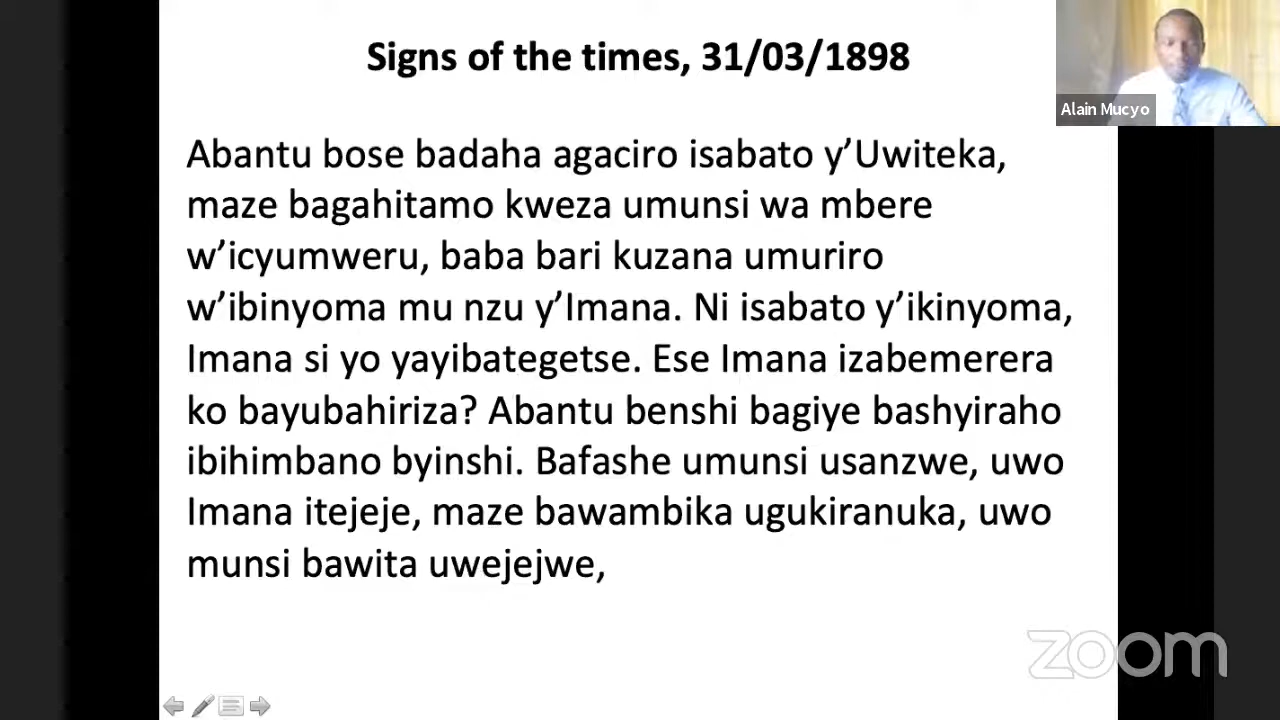 Signs of the times, 31/03/1898
Alain Mucyo
Abantu bose badaha agaciro isabato y’Uwiteka,
maze bagahitamo kweza umunsi wa mbere
w’icyumweru, baba bari kuzana umuriro
w’ibinyoma mu nzu y’Imana. Ni isabato y’ikinyoma,
Imana si yo yayibategetse. Ese Imana izabemerera
ko bayubahiriza? Abantu benshi bagiye bashyiraho
ibihimbano byinshi. Bafashe umunsi usanzwe, uwo
Imana itejeje, maze bawambika ugukiranuka, uwo
munsi bawita uwejejwe,
zoom